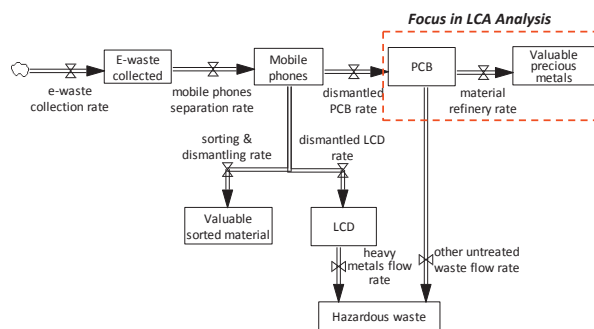 Focus in LCA Analysis
E-waste
collected
Mobile
phones
PCB
Valuable
precious
metals
e-waste
collection rate
mobile phones
separation rate
dismantled
PCB rate
material
refinery rate
sorting &
dismantling rate
dismantled LCD
rate
Valuable
sorted material
LCD
heavy
metals flow
rate
other untreated
waste flow rate
Hazardous waste